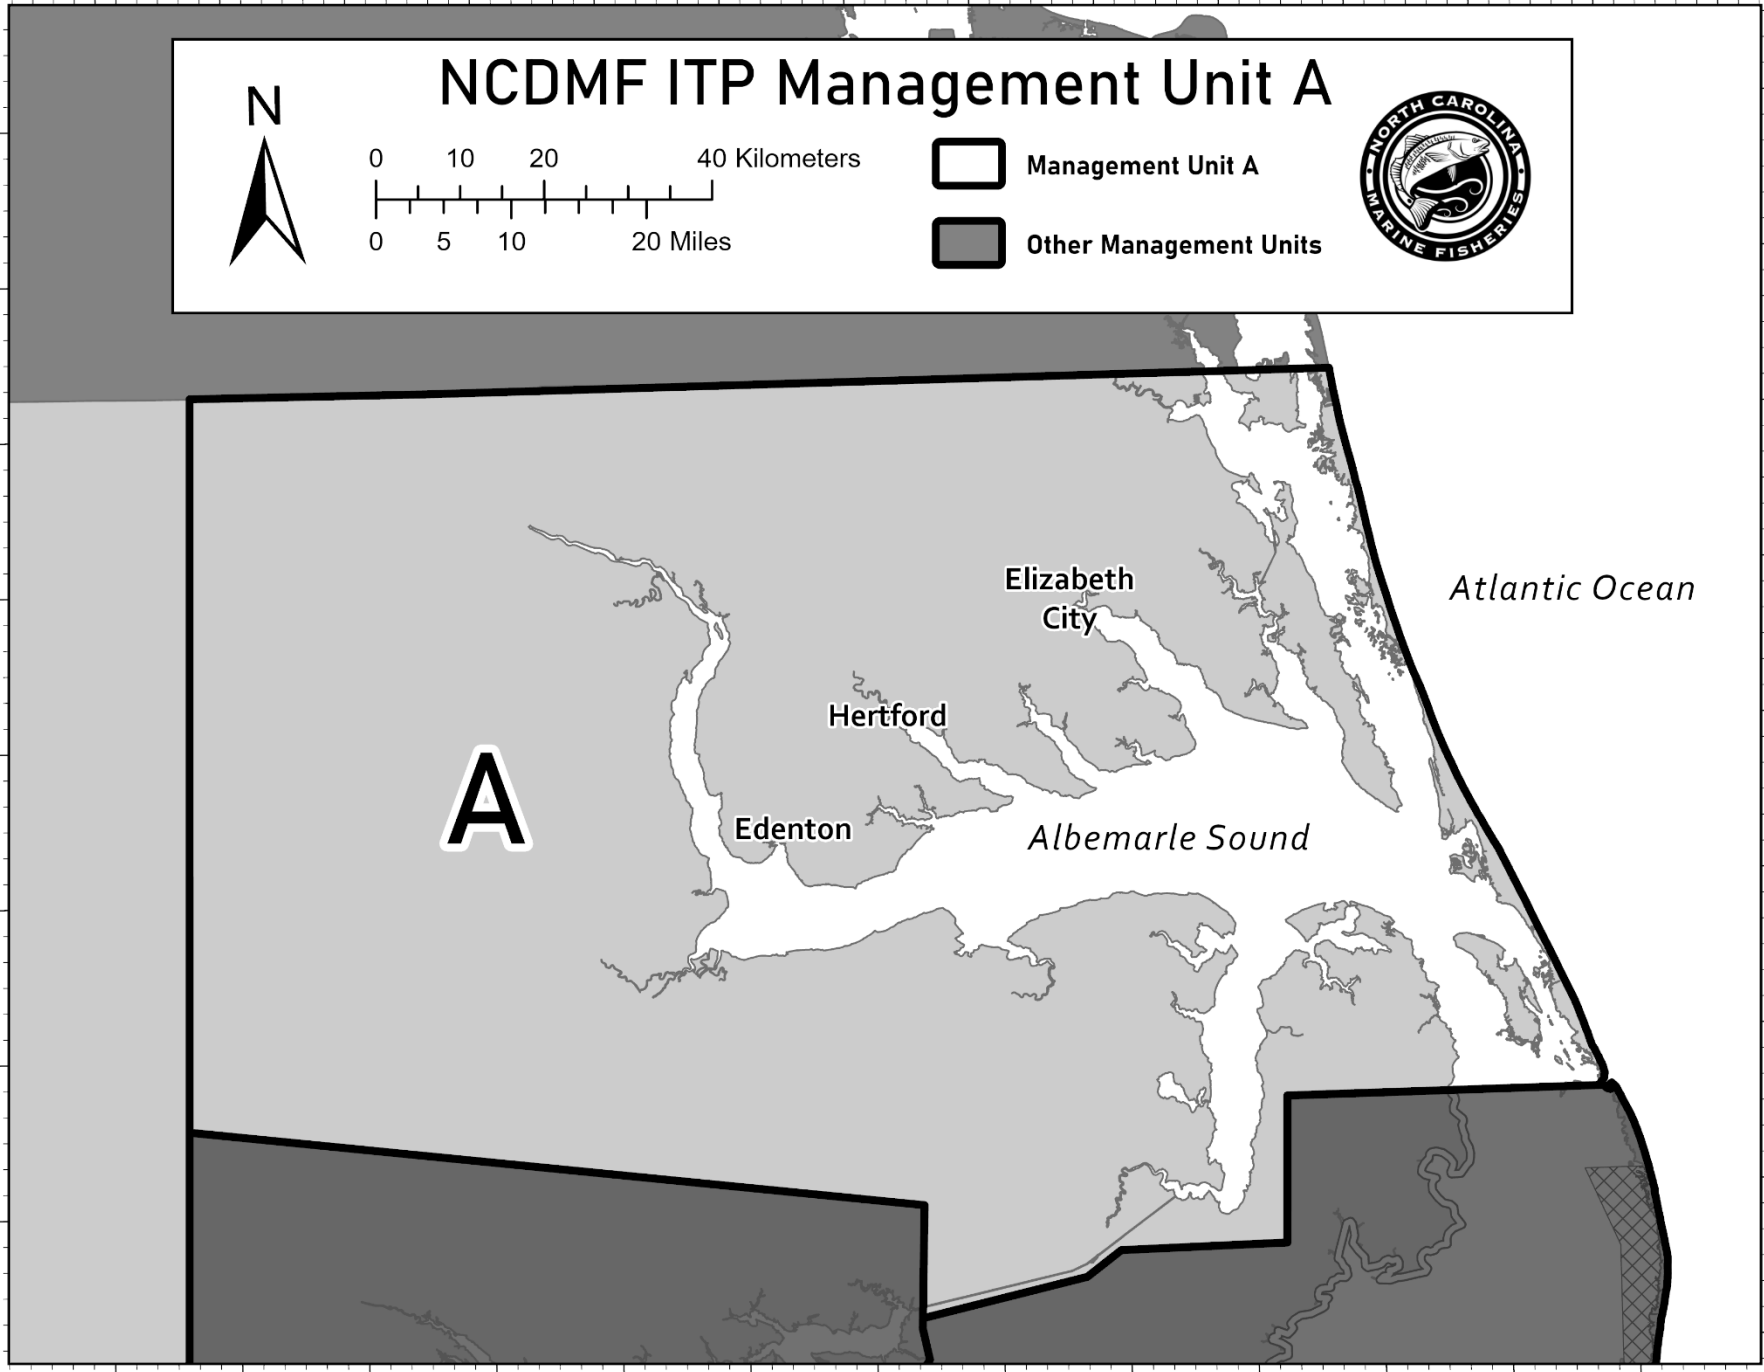 NCDMF ITP Management Unit A
N
0 10 20 40 Kilometers
0 5 10 20 Miles
Management Unit A
Other Management Units
NORTH CAROLINA
MARINE FISHERIES
Elizabeth
City
Atlantic Ocean
Hertford
A
Edenton
Albemarle Sound